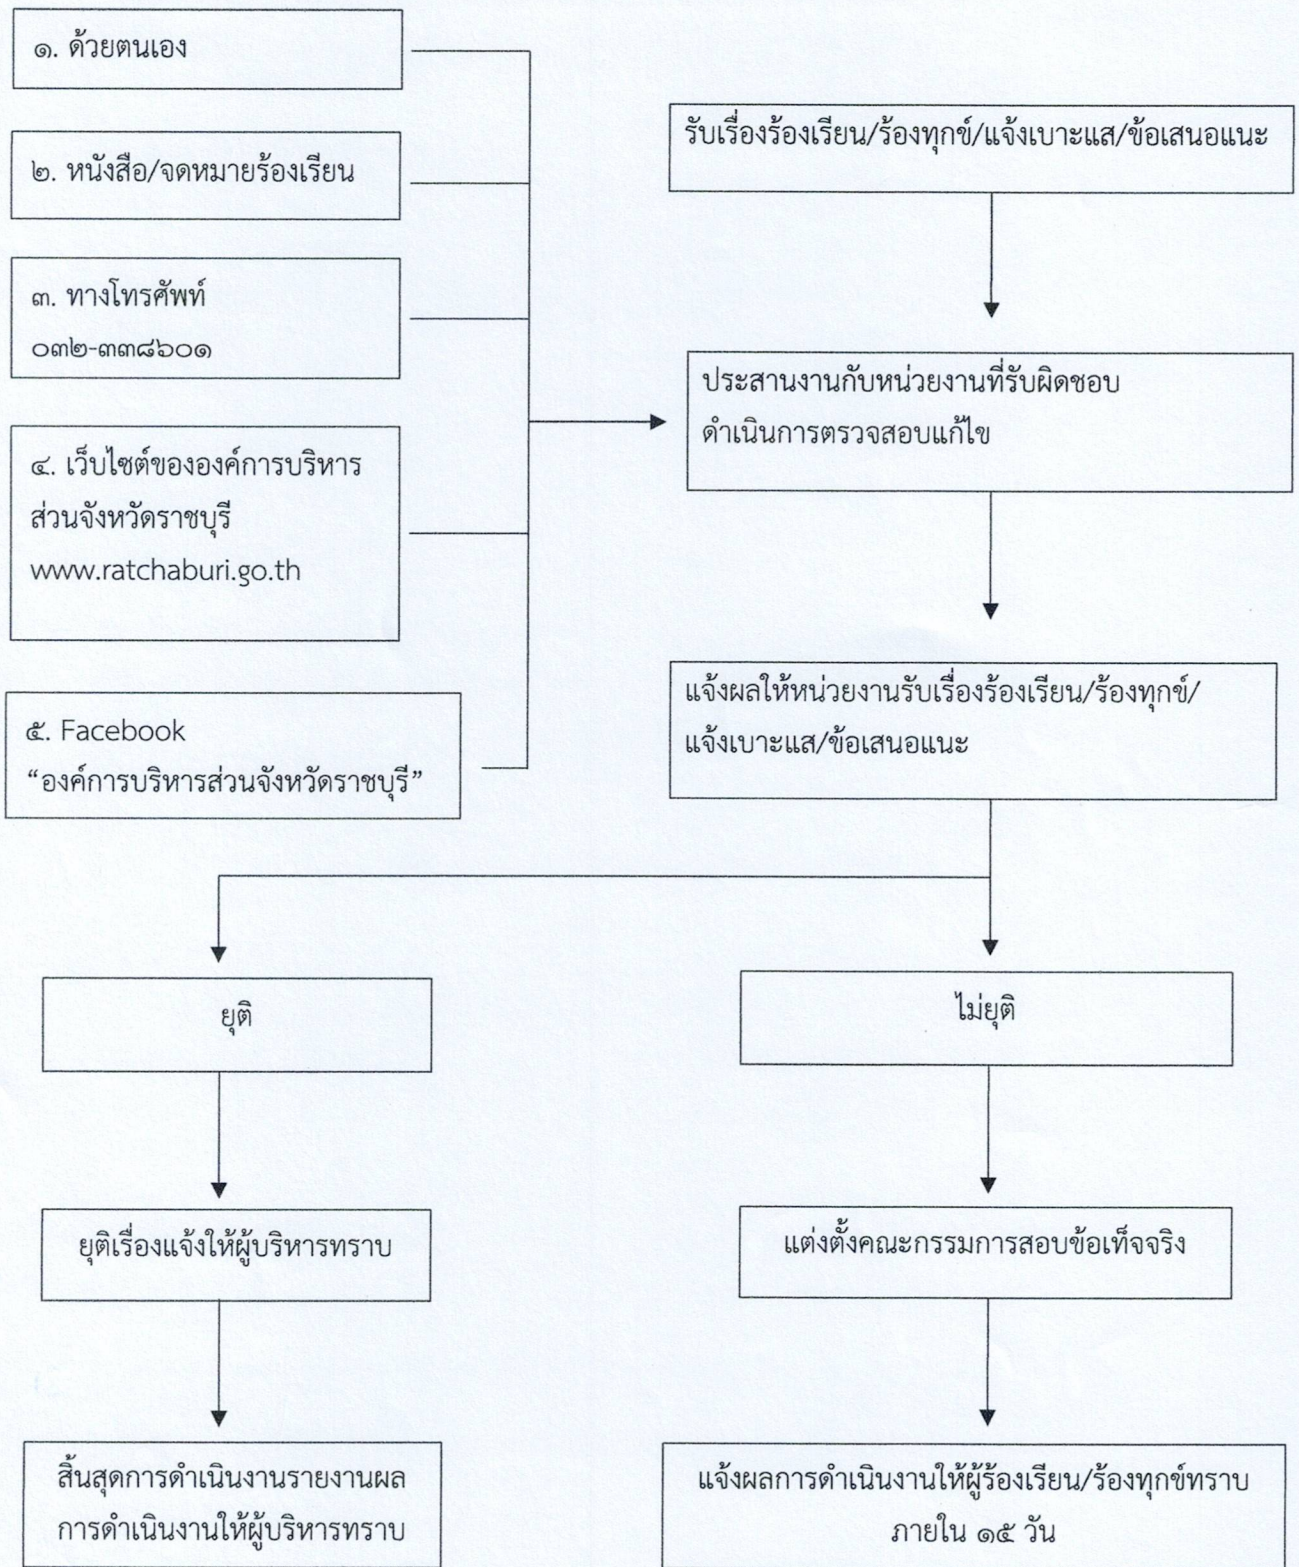 ๑. ด้วยตนเอง
๒. หนังสือ/จดหมายร้องเรียน
๓. ทางโทรศัพท์
๐๓๒-๓๓๘๖๐๑
๔. เว็บไซต์ขององค์การบริหาร
ส่วนจังหวัดราชบุรี
www.ratchaburi.go.th
๕. Facebook
“องค์การบริหารส่วนจังหวัดราชบุรี”
รับเรื่องร้องเรียน/ร้องทุกข์/แจ้งเบาะแส/ข้อเสนอแนะ
ประสานงานกับหน่วยงานที่รับผิดชอบ
ดำเนินการตรวจสอบแก้ไข
แจ้งผลให้หน่วยงานรับเรื่องร้องเรียน/ร้องทุกข์/
แจ้งเบาะแส/ข้อเสนอแนะ
ยุติ
ยุติเรื่องแจ้งให้ผู้บริหารทราบ
สิ้นสุดการดำเนินงานรายงานผล
การดำเนินงานให้ผู้บริหารทราบ
ไม่ยุติ
แต่งตั้งคณะกรรมการสอบข้อเท็จจริง
แจ้งผลการดำเนินงานให้ผู้ร้องเรียน/ร้องทุกข์ทราบ
ภายใน ๑๕ วัน